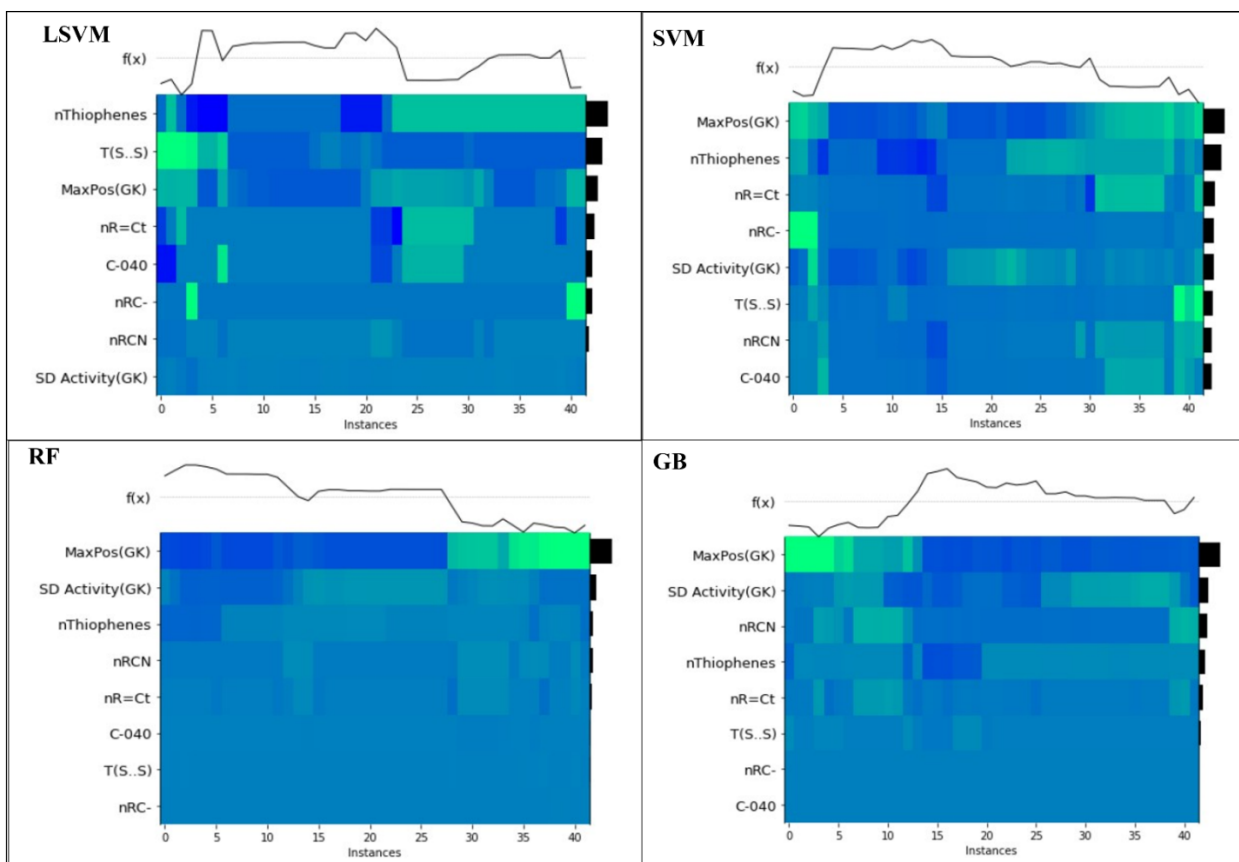 LSVM
f(x)
nThiophenes
T(S..S)
MaxPos(GK)
nR=Ct
C-040
nRC-
nRCN
SD Activity(GK)
0 5 10 15 20 25 30 35 40
Instances
SVM
f(x)
MaxPos(GK)
nThiophenes
nR=Ct
nRC-
SD Activity(GK)
T(S..S)
nRCN
C-040
0 5 10 15 20 25 30 35 40
Instances
RF
f(x)
MaxPos(GK)
SD Activity(GK)
nThiophenes
nRCN
nR=Ct
C-040
T(S..S)
nRC-
0 5 10 15 20 25 30 35 40
Instances
GB
f(x)
MaxPos(GK)
SD Activity(GK)
nRCN
nThiophenes
nR=Ct
T(S..S)
nRC-
C-040
0 5 10 15 20 25 30 35 40
Instances